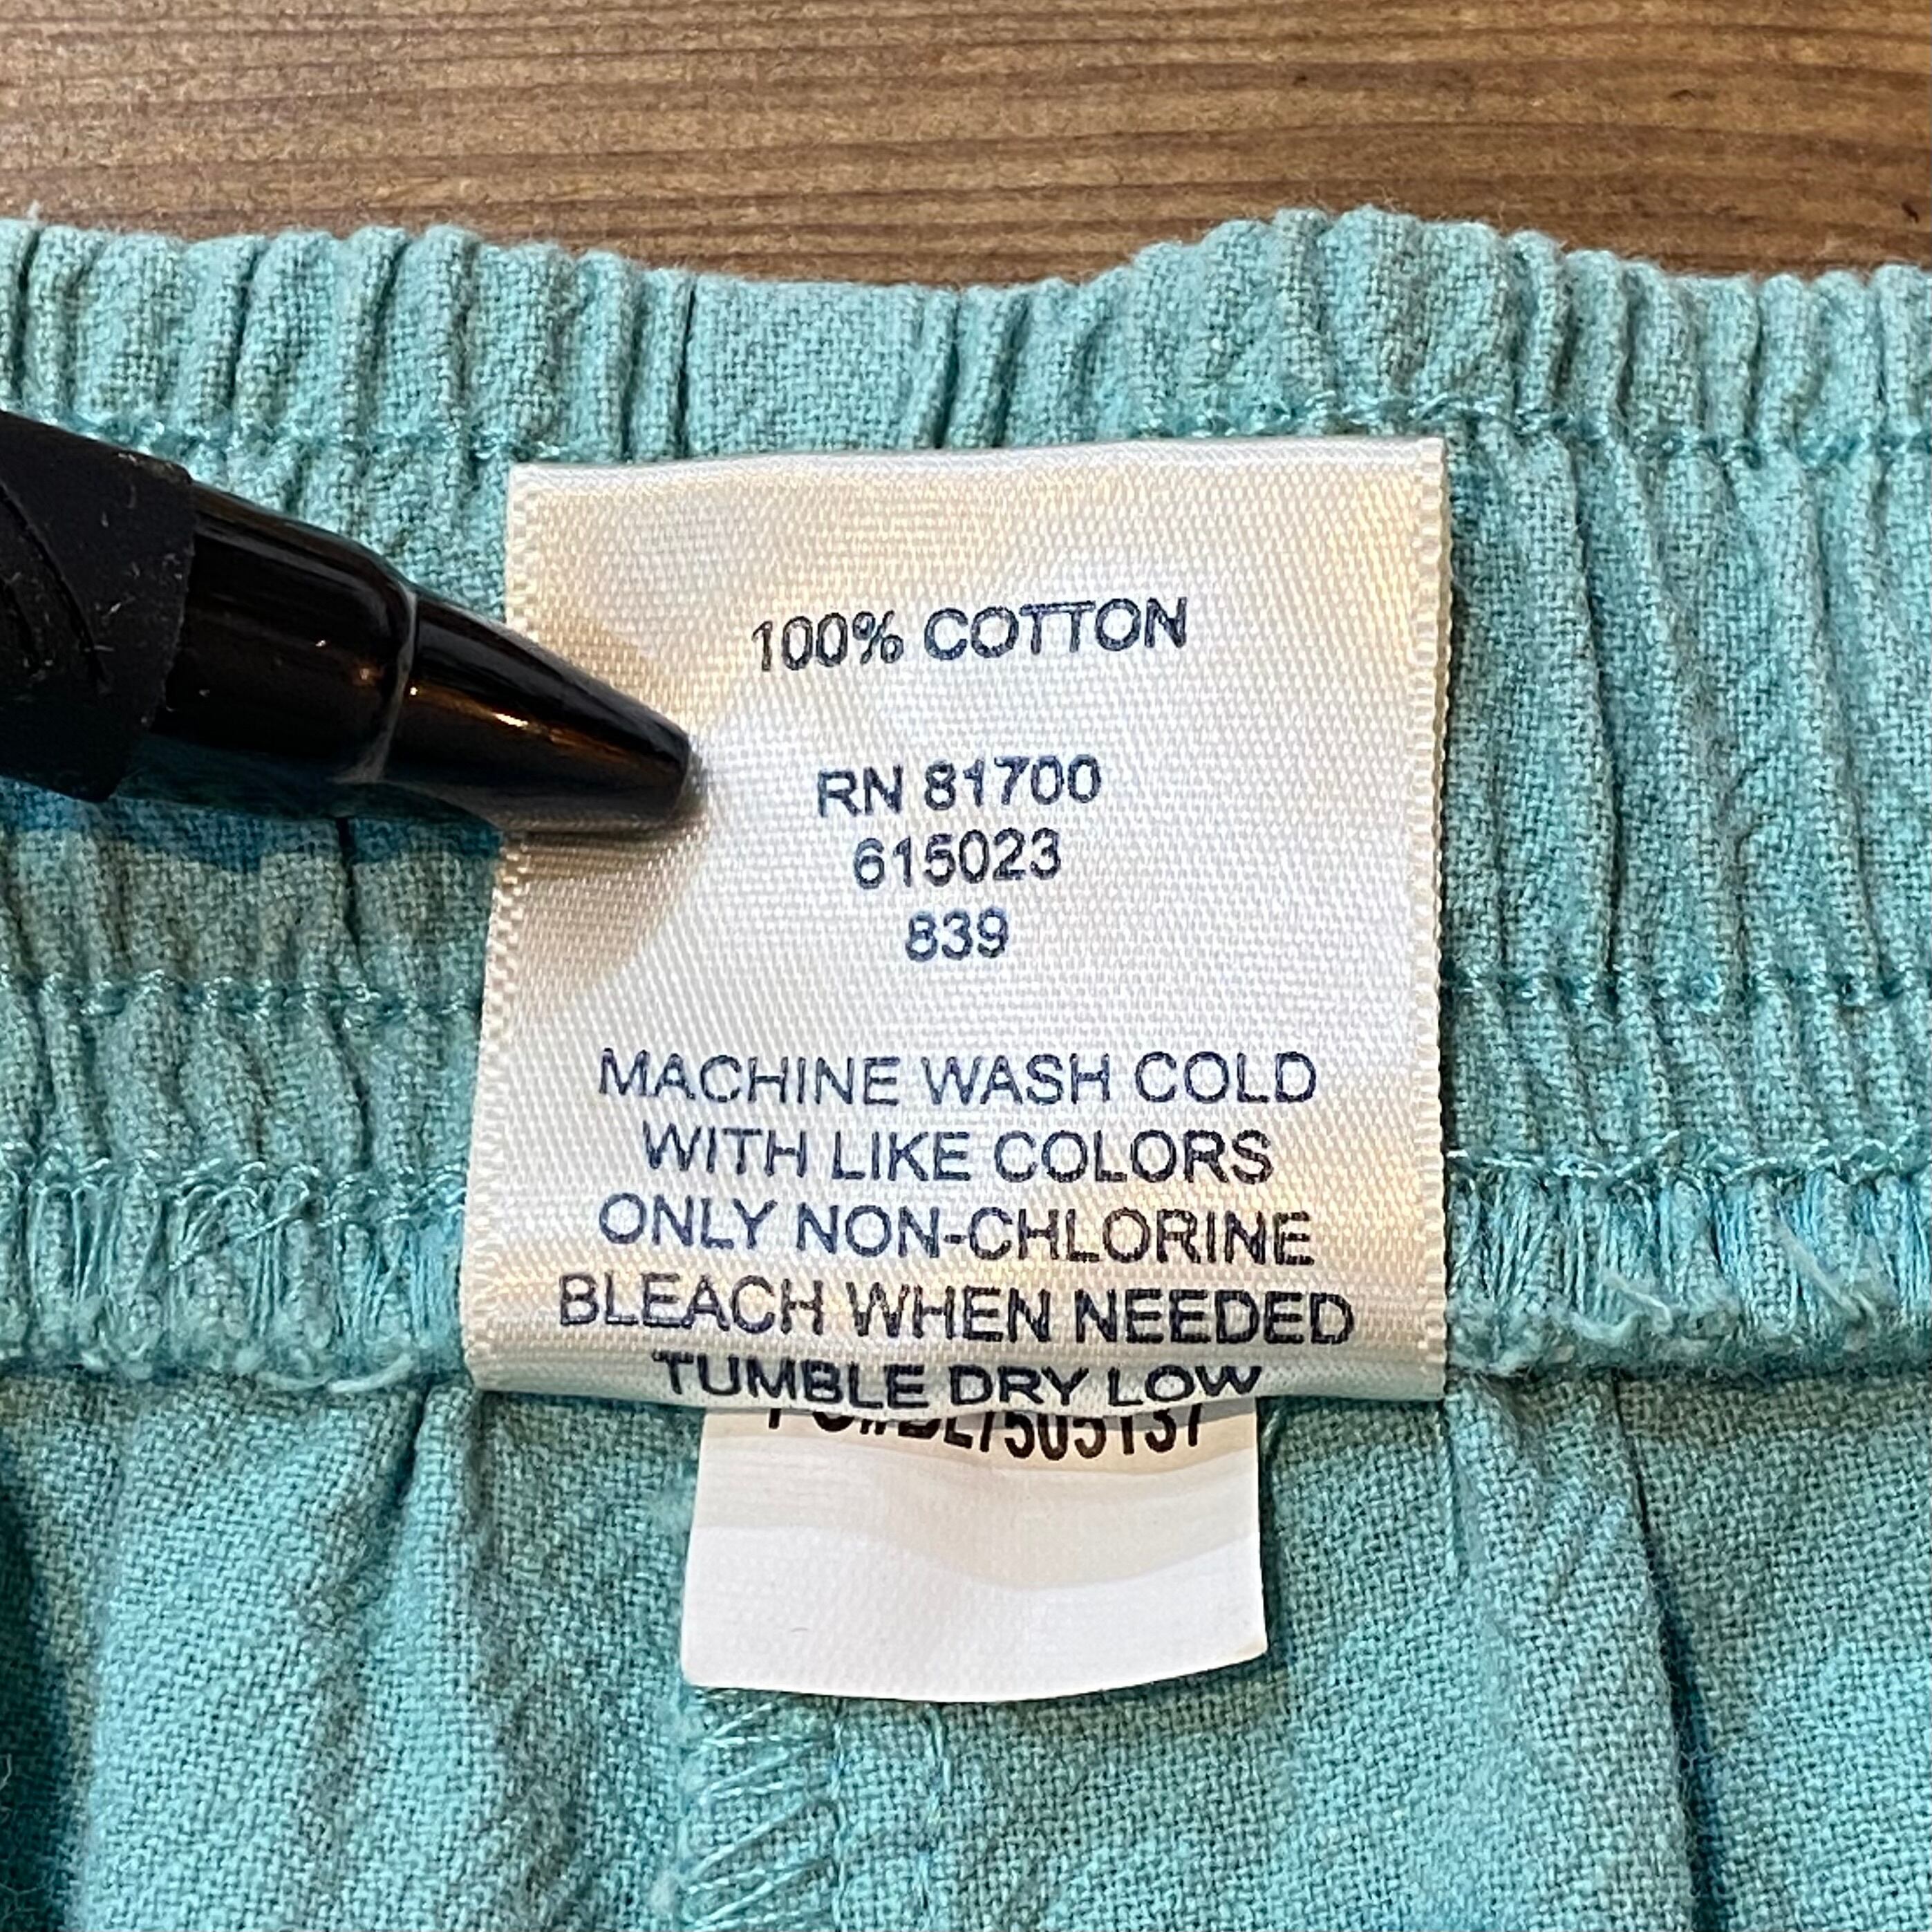 100% COTTON
RN 81700
615023
839
MACHINE WASH COLD
WITH LIKE COLORS
ONLY NON-CHLORINE
BLEACH WHEN NEEDED
TUMBLE DRY LOW